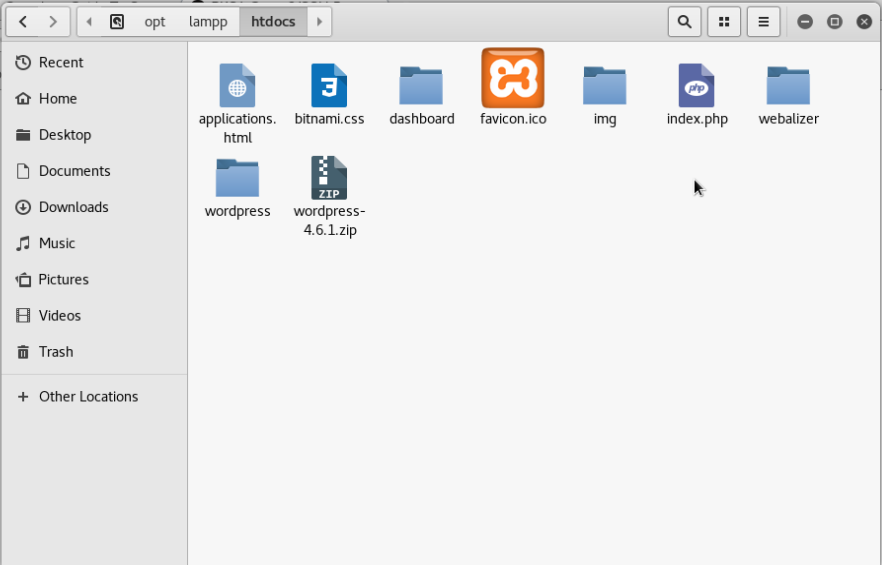 opt lampp htdocs
Recent
Home
Desktop
Documents
Downloads
Music
Pictures
Videos
Trash
Other Locations
applications.
html
bitnami.css
dashboard
favicon.ico
img
index.php
webalizer
wordpress
ZIP
wordpress-
4.6.1.zip